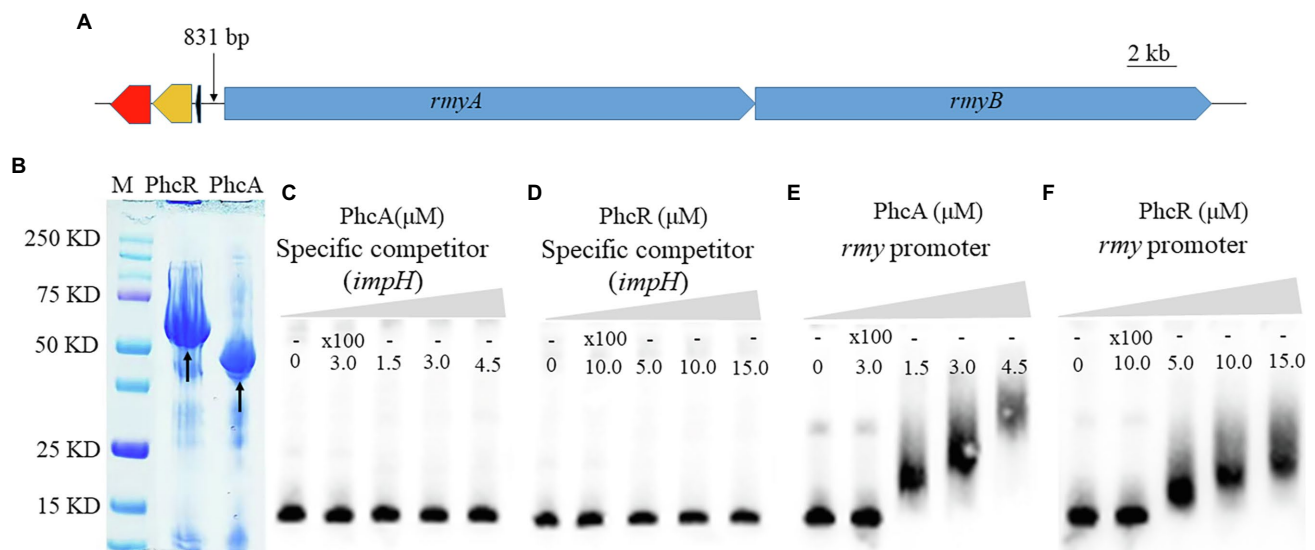 A
831 bp
2 kb
rmyA
rmyB
B
M PhcR PhcA
250 KD
75 KD
50 KD
25 KD
15 KD
C
PhcA(μM)
Specific competitor
(impH)
- x100 - - -
0 3.0 1.5 3.0 4.5
D
PhcR (μM)
Specific competitor
(impH)
- x100 - - -
0 10.0 5.0 10.0 15.0
E
PhcA (μM)
rmy promoter
- x100 - - -
0 3.0 1.5 3.0 4.5
F
PhcR (μM)
rmy promoter
- x100 - - -
0 10.0 5.0 10.0 15.0